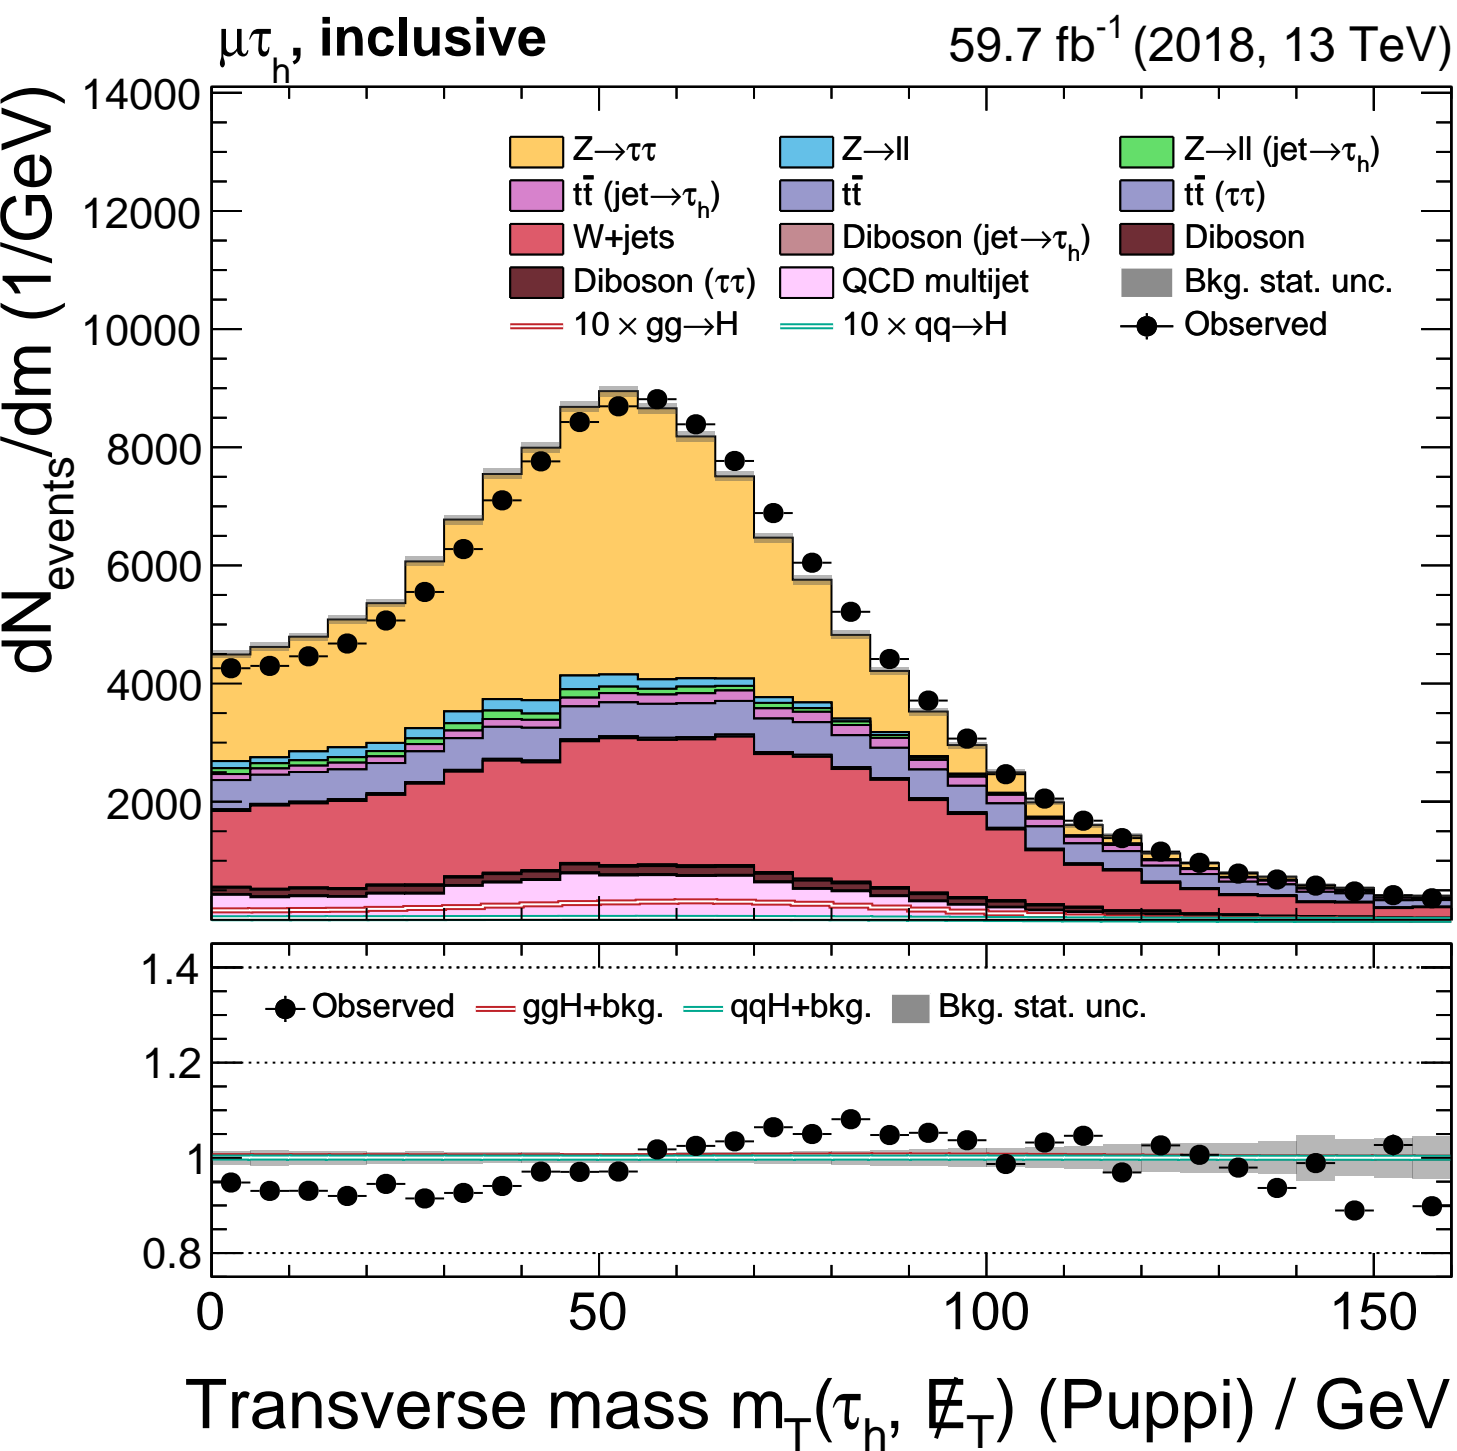 μτh, inclusive 59.7 fb-1 (2018, 13 TeV)
dNevents/dm (1/GeV)
14000
12000
10000
8000
6000
4000
2000
Z→ττ Z→ll Z→ll (jet→τh)
tt̄ (jet→τh) tt̄ tt̄ (ττ)
W+jets Diboson (jet→τh) Diboson
Diboson (ττ) QCD multijet Bkg. stat. unc.
10 × gg→H 10 × qq→H Observed
1.4
1.2
1
0.8
Observed ggH+bkg. qqH+bkg. Bkg. stat. unc.
0 50 100 150
Transverse mass mT(τh, E̸T) (Puppi) / GeV